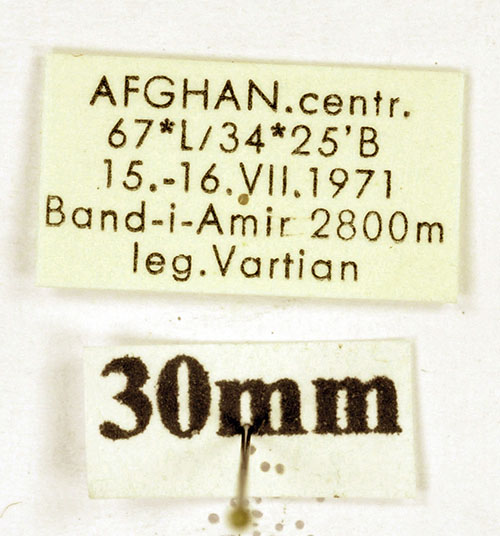 AFGHAN.centr.
67*L/34*25'B
15.-16.VII.1971
Band-i-Amir 2800m
leg.Vartian
30mm